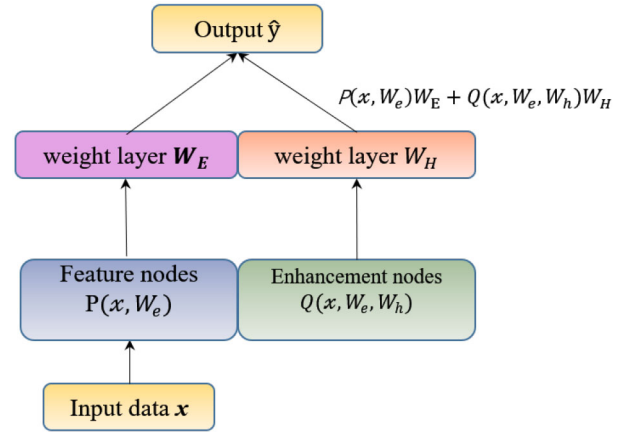 Output ŷ
P(x, W_e)W_E + Q(x, W_e, W_h)W_H
weight layer W_E
weight layer W_H
Feature nodes
P(x, W_e)
Enhancement nodes
Q(x, W_e, W_h)
Input data x